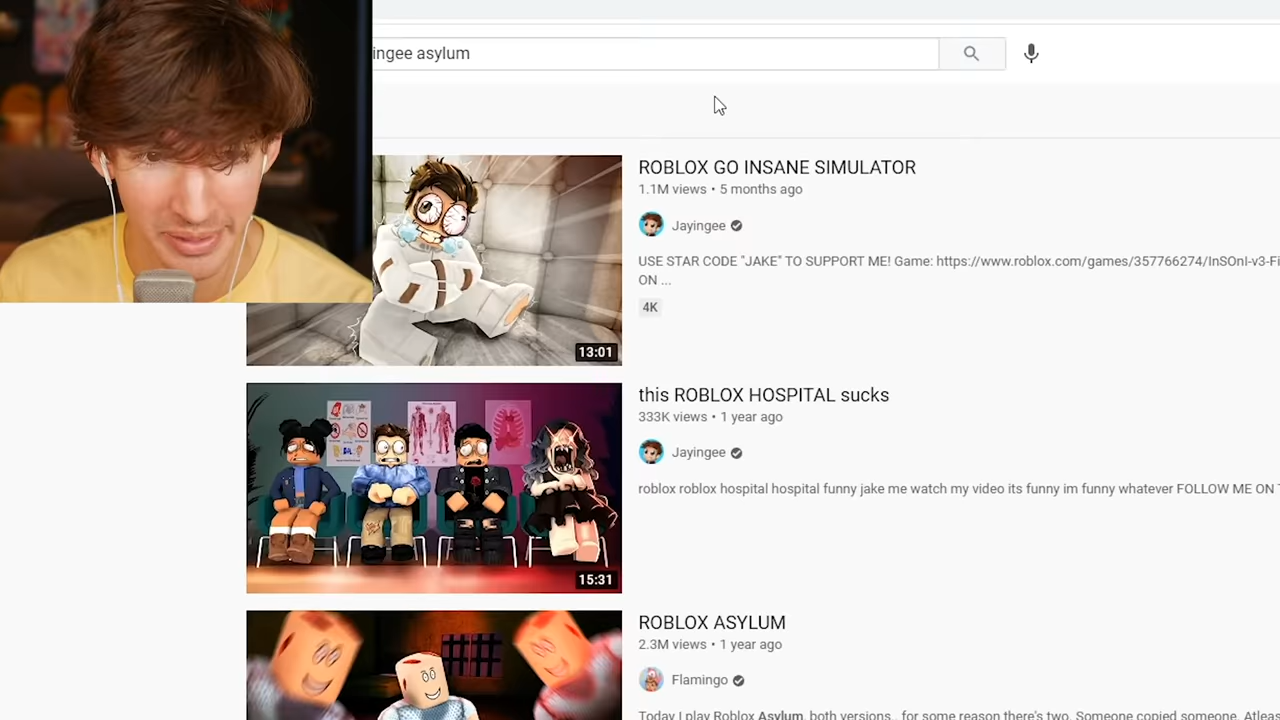 ingee asylum
ROBLOX GO INSANE SIMULATOR
1.1M views • 5 months ago
Jayingee
USE STAR CODE "JAKE" TO SUPPORT ME! Game: https://www.roblox.com/games/357766274/InSOnI-v3-Fi
ON ...
4K
13:01
this ROBLOX HOSPITAL sucks
333K views • 1 year ago
Jayingee
roblox roblox hospital hospital funny jake me watch my video its funny im funny whatever FOLLOW ME ON T
15:31
ROBLOX ASYLUM
2.3M views • 1 year ago
Flamingo
Today I play Roblox Asylum, both versions.. for some reason there's two. Someone copied someone. Atleas